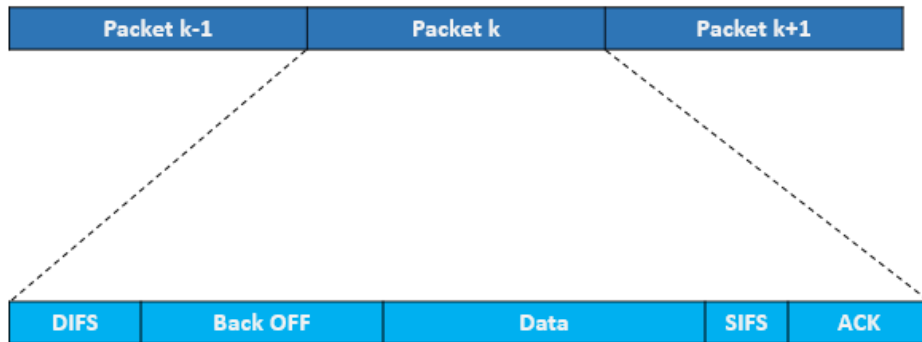 Packet k-1 Packet k Packet k+1
DIFS Back OFF Data SIFS ACK